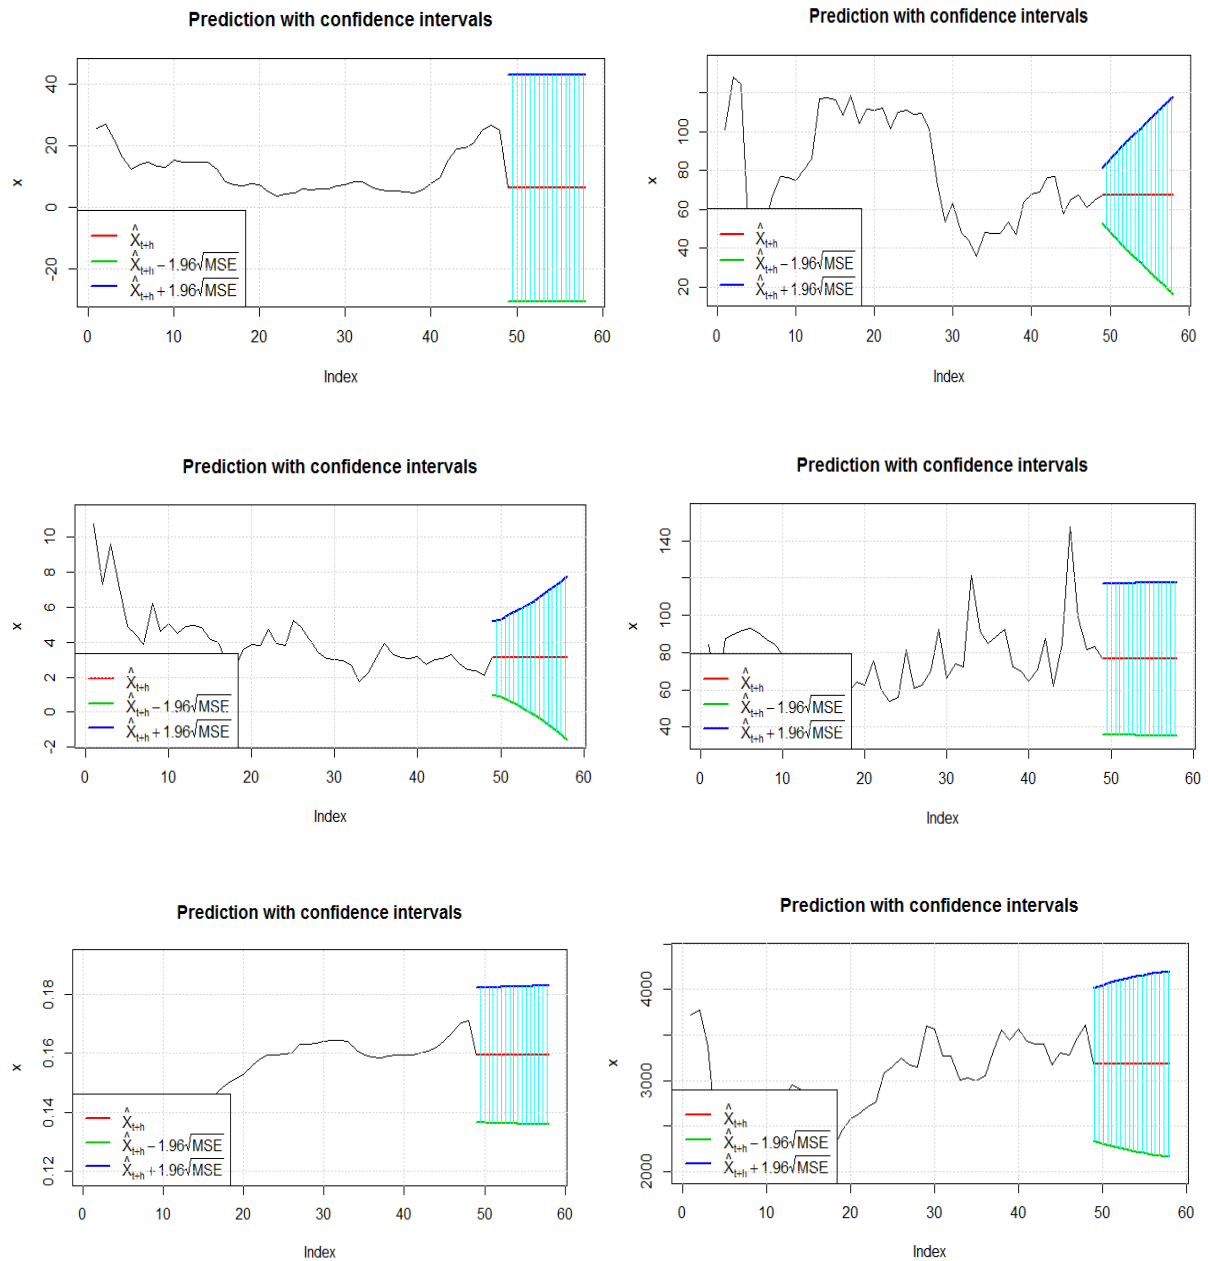 Prediction with confidence intervals
x
40
20
0
-20
X̂t+h
X̂t+h − 1.96√MSE
X̂t+h + 1.96√MSE
0 10 20 30 40 50 60
Index
Prediction with confidence intervals
x
100
80
60
40
20
X̂t+h
X̂t+h − 1.96√MSE
X̂t+h + 1.96√MSE
0 10 20 30 40 50 60
Index
Prediction with confidence intervals
x
10
8
6
4
2
0
-2
X̂t+h
X̂t+h − 1.96√MSE
X̂t+h + 1.96√MSE
0 10 20 30 40 50 60
Index
Prediction with confidence intervals
x
140
100
80
60
40
X̂t+h
X̂t+h − 1.96√MSE
X̂t+h + 1.96√MSE
0 10 20 30 40 50 60
Index
Prediction with confidence intervals
x
0.18
0.16
0.14
0.12
X̂t+h
X̂t+h − 1.96√MSE
X̂t+h + 1.96√MSE
0 10 20 30 40 50 60
Index
Prediction with confidence intervals
x
4000
3000
2000
X̂t+h
X̂t+h − 1.96√MSE
X̂t+h + 1.96√MSE
0 10 20 30 40 50 60
Index